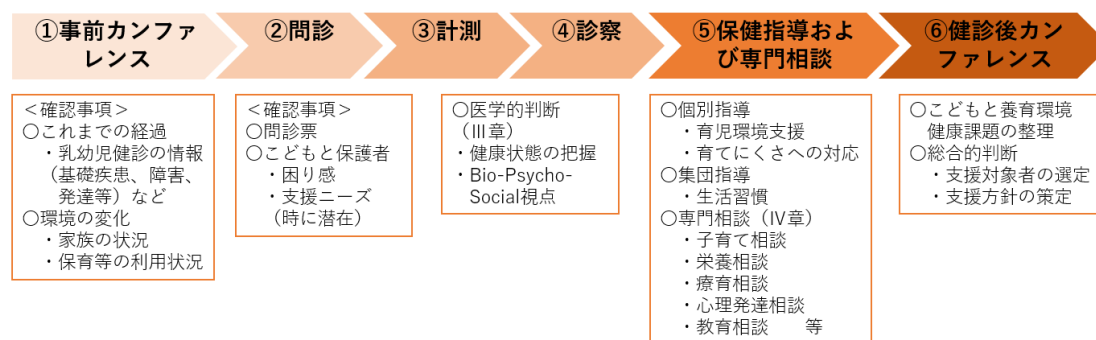 ①事前カンファ
レンス
②問診
③計測
④診察
⑤保健指導およ
び専門相談
⑥健診後カン
ファレンス
<確認事項>
○これまでの経過
・乳幼児健診の情報
(基礎疾患、障害、
発達等)など
○環境の変化
・家族の状況
・保育等の利用状況
<確認事項>
○問診票
○こどもと保護者
・困り感
・支援ニーズ
(時に潜在)
○医学的判断
(Ⅲ章)
・健康状態の把握
・Bio-Psycho-
Social視点
○個別指導
・育児環境支援
・育てにくさへの対応
○集団指導
・生活習慣
○専門相談(Ⅳ章)
・子育て相談
・栄養相談
・療育相談
・心理発達相談
・教育相談 等
○こどもと養育環境
健康課題の整理
○総合的判断
・支援対象者の選定
・支援方針の策定